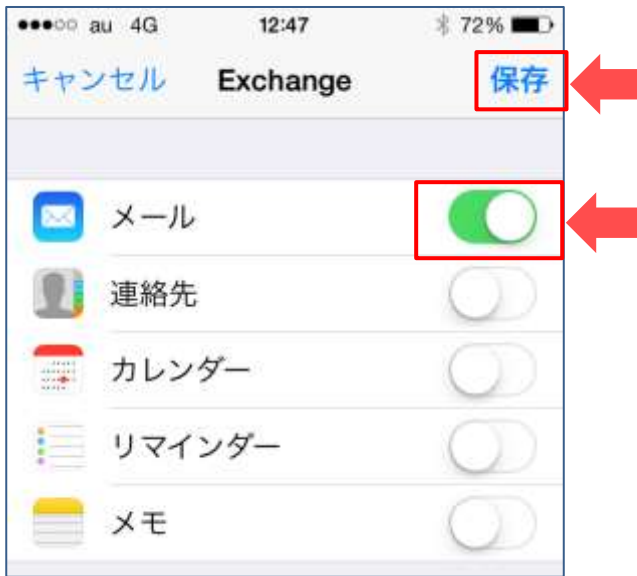 au 4G 12:47 72%
キャンセル Exchange 保存
メール
連絡先
カレンダー
リマインダー
メモ